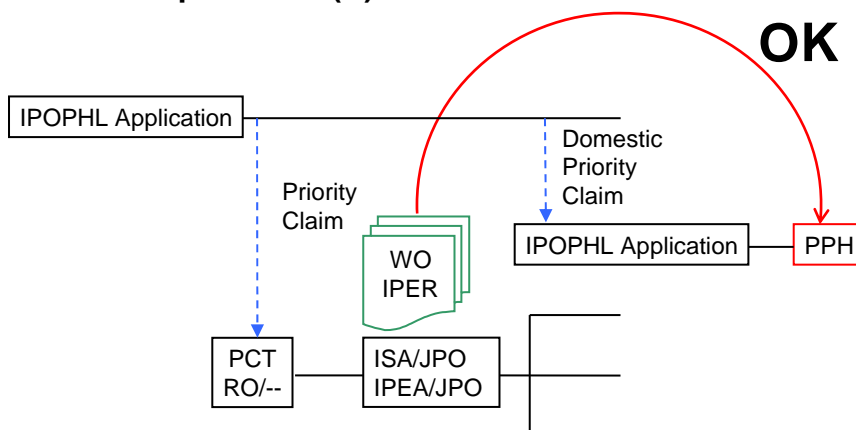 OK
IPOPHL Application
Domestic
Priority
Claim
Priority
Claim
IPOPHL Application
PPH
WO
IPER
PCT
RO/--
ISA/JPO
IPEA/JPO